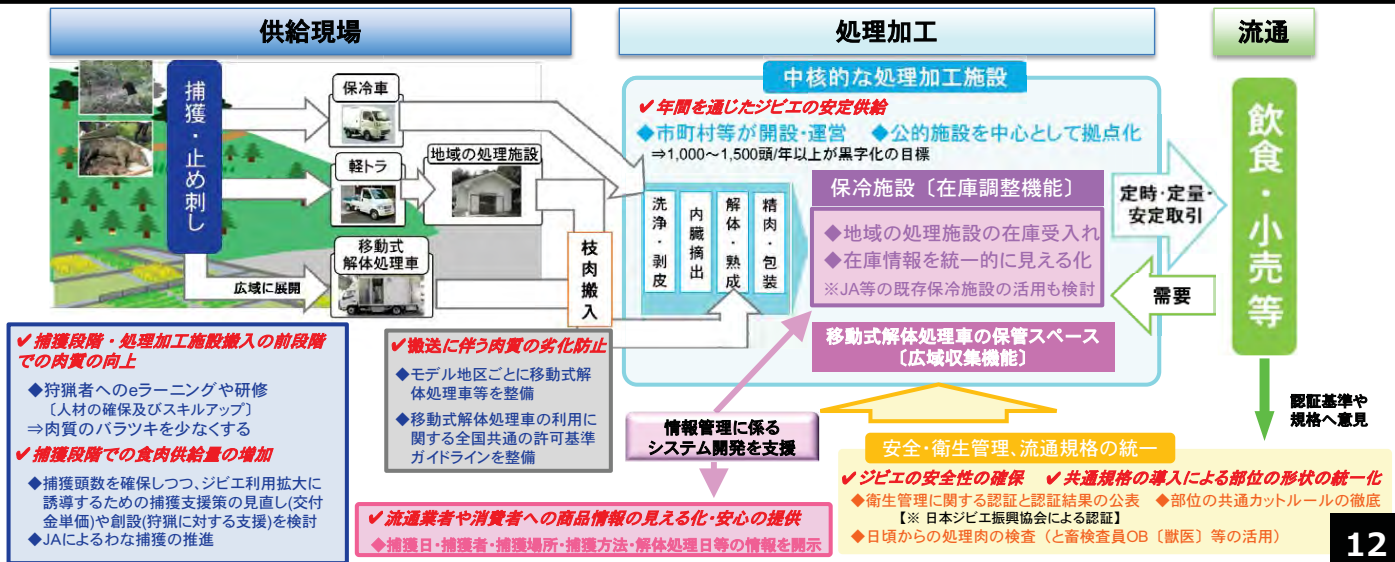 供給現場
処理加工
流通
捕獲・止め刺し
保冷車
軽トラ
地域の処理施設
移動式
解体処理車
広域に展開
枝肉搬入
中核的な処理加工施設
✔年間を通じたジビエの安定供給
◆市町村等が開設・運営 ◆公的施設を中心として拠点化
⇒1,000～1,500頭/年以上が黒字化の目標
洗浄・剥皮
内臓摘出
解体・熟成
精肉・包装
保冷施設〔在庫調整機能〕
◆地域の処理施設の在庫受入れ
◆在庫情報を統一的に見える化
※JA等の既存保冷施設の活用も検討
移動式解体処理車の保管スペース
〔広域収集機能〕
定時・定量・
安定取引
需要
飲食・小売等
認証基準や
規格へ意見
✔捕獲段階・処理加工施設搬入の前段階
での肉質の向上
◆狩猟者へのeラーニングや研修
〔人材の確保及びスキルアップ〕
⇒肉質のバラツキを少なくする
✔捕獲段階での食肉供給量の増加
◆捕獲頭数を確保しつつ、ジビエ利用拡大に
誘導するための捕獲支援策の見直し(交付
金単価)や創設(狩猟に対する支援)を検討
◆JAによるわな捕獲の推進
✔搬送に伴う肉質の劣化防止
◆モデル地区ごとに移動式解
体処理車等を整備
◆移動式解体処理車の利用に
関する全国共通の許可基準
ガイドラインを整備
情報管理に係る
システム開発を支援
✔流通業者や消費者への商品情報の見える化・安心の提供
◆捕獲日・捕獲者・捕獲場所・捕獲方法・解体処理日等の情報を開示
安全・衛生管理、流通規格の統一
✔ジビエの安全性の確保 ✔共通規格の導入による部位の形状の統一化
◆衛生管理に関する認証と認証結果の公表 ◆部位の共通カットルールの徹底
【※ 日本ジビエ振興協会による認証】
◆日頃からの処理肉の検査（と畜検査員OB〔獣医〕等の活用）
12